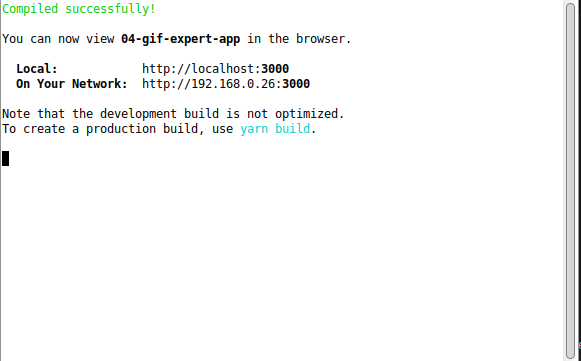 Compiled successfully!
You can now view 04-gif-expert-app in the browser.
Local: http://localhost:3000
On Your Network: http://192.168.0.26:3000
Note that the development build is not optimized.
To create a production build, use yarn build.